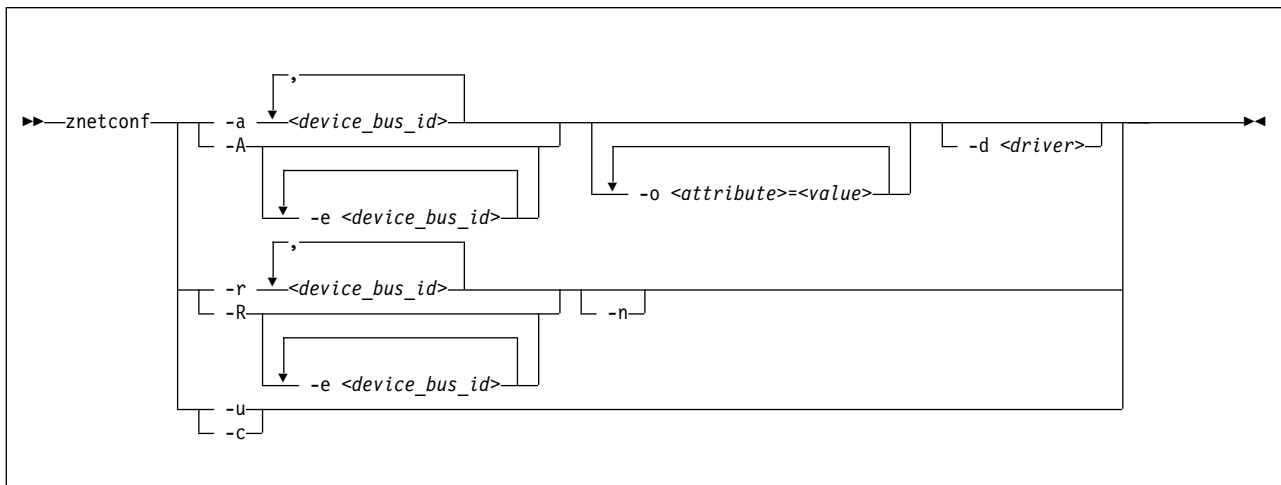 ,
znetconf -a <device_bus_id>
-A -d <driver>
-o <attribute>=<value>
-e <device_bus_id>
,
-r <device_bus_id>
-R -n
-e <device_bus_id>
-u
-c